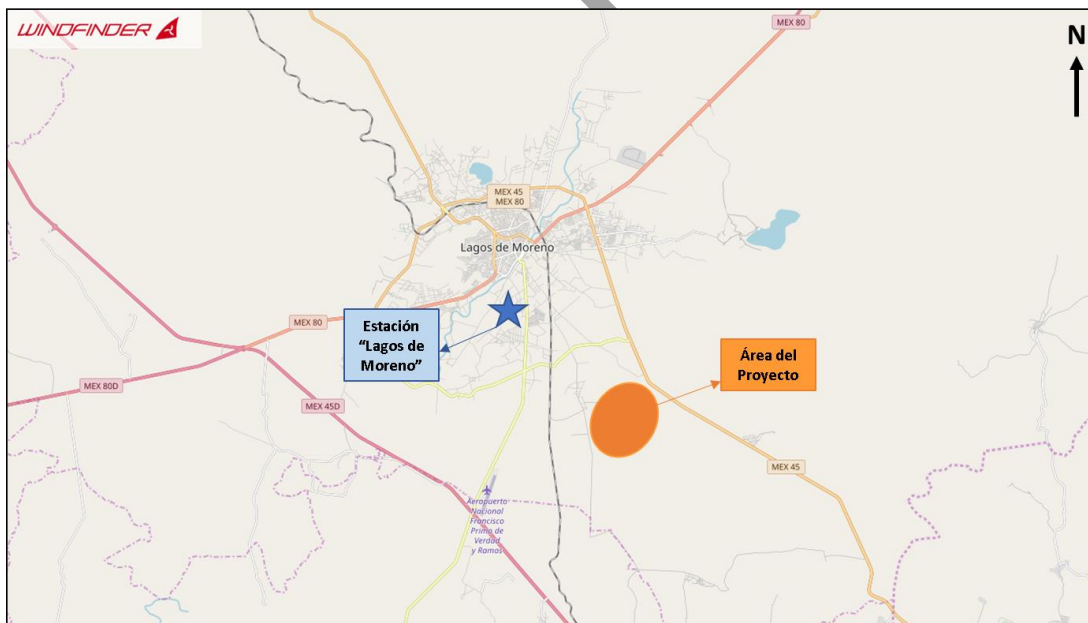 WINDFINDER
MEX 80
N
MEX 45
MEX 80
Lagos de Moreno
Estación
“Lagos de
Moreno”
MEX 80
Área del
Proyecto
MEX 80D
MEX 45D
MEX 45
Aeropuerto
Nacional
Francisco
Primo de
Verdad
y Ramos